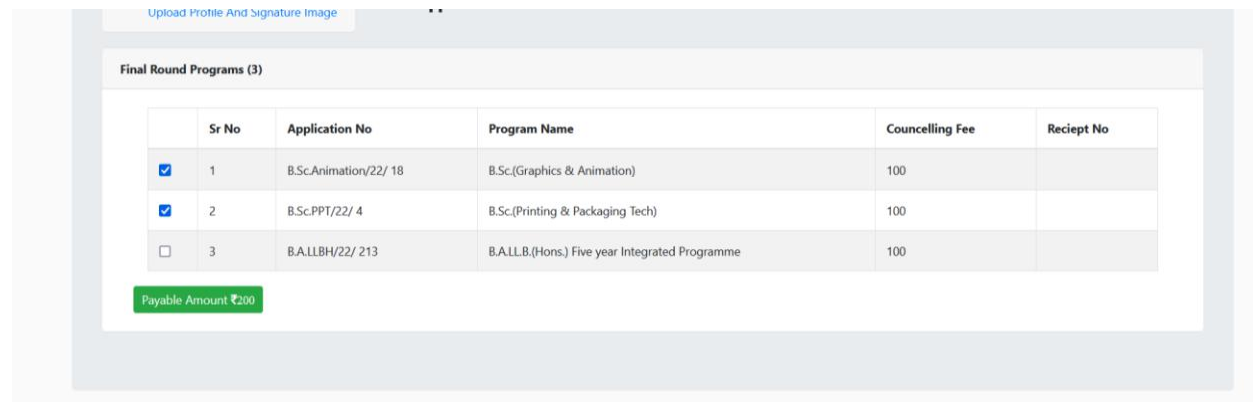 Upload Profile And Signature Image
Final Round Programs (3)
Sr No Application No Program Name Councelling Fee Reciept No
1 B.Sc.Animation/22/ 18 B.Sc.(Graphics & Animation) 100
2 B.Sc.PPT/22/ 4 B.Sc.(Printing & Packaging Tech) 100
3 B.A.LLBH/22/ 213 B.A.LL.B.(Hons.) Five year Integrated Programme 100
Payable Amount ₹200